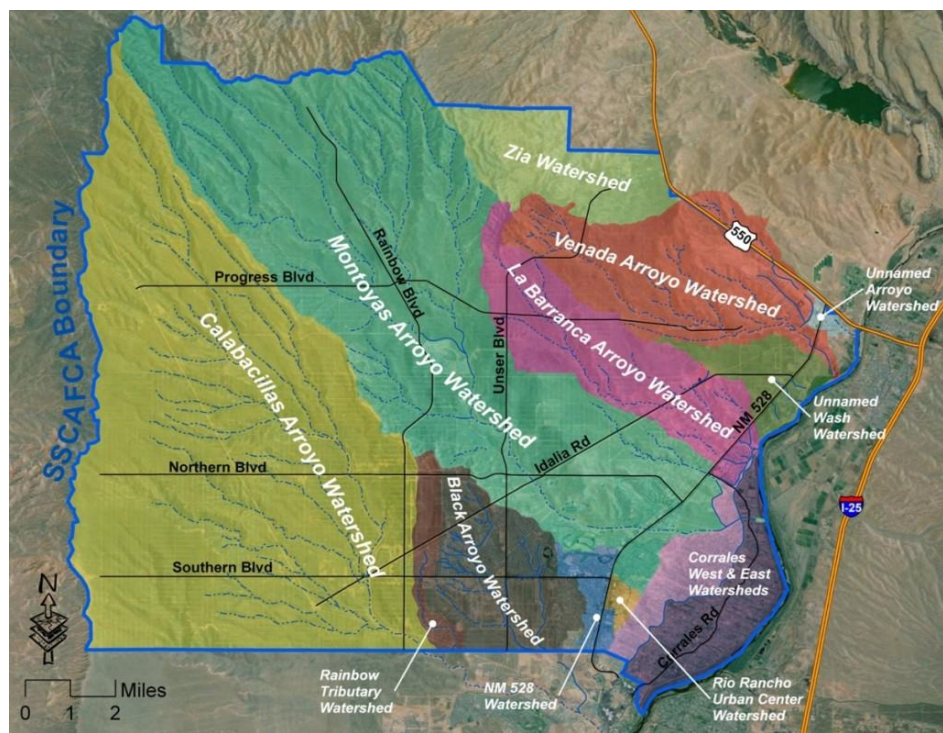 Zia Watershed
550
Venada Arroyo Watershed
Unnamed
Arroyo
Watershed
SSCAFCA Boundary
Rainbow Blvd
Progress Blvd
Montoyas Arroyo Watershed
La Barranca Arroyo Watershed
Unser Blvd
Calabacillas Arroyo Watershed
NM 528
Unnamed
Wash
Watershed
Idalia Rd
Northern Blvd
Black Arroyo Watershed
I-25
Corrales
West & East
Watersheds
Southern Blvd
Corrales Rd
N
Rainbow
Tributary
Watershed
NM 528
Watershed
Rio Rancho
Urban Center
Watershed
Miles
0 1 2